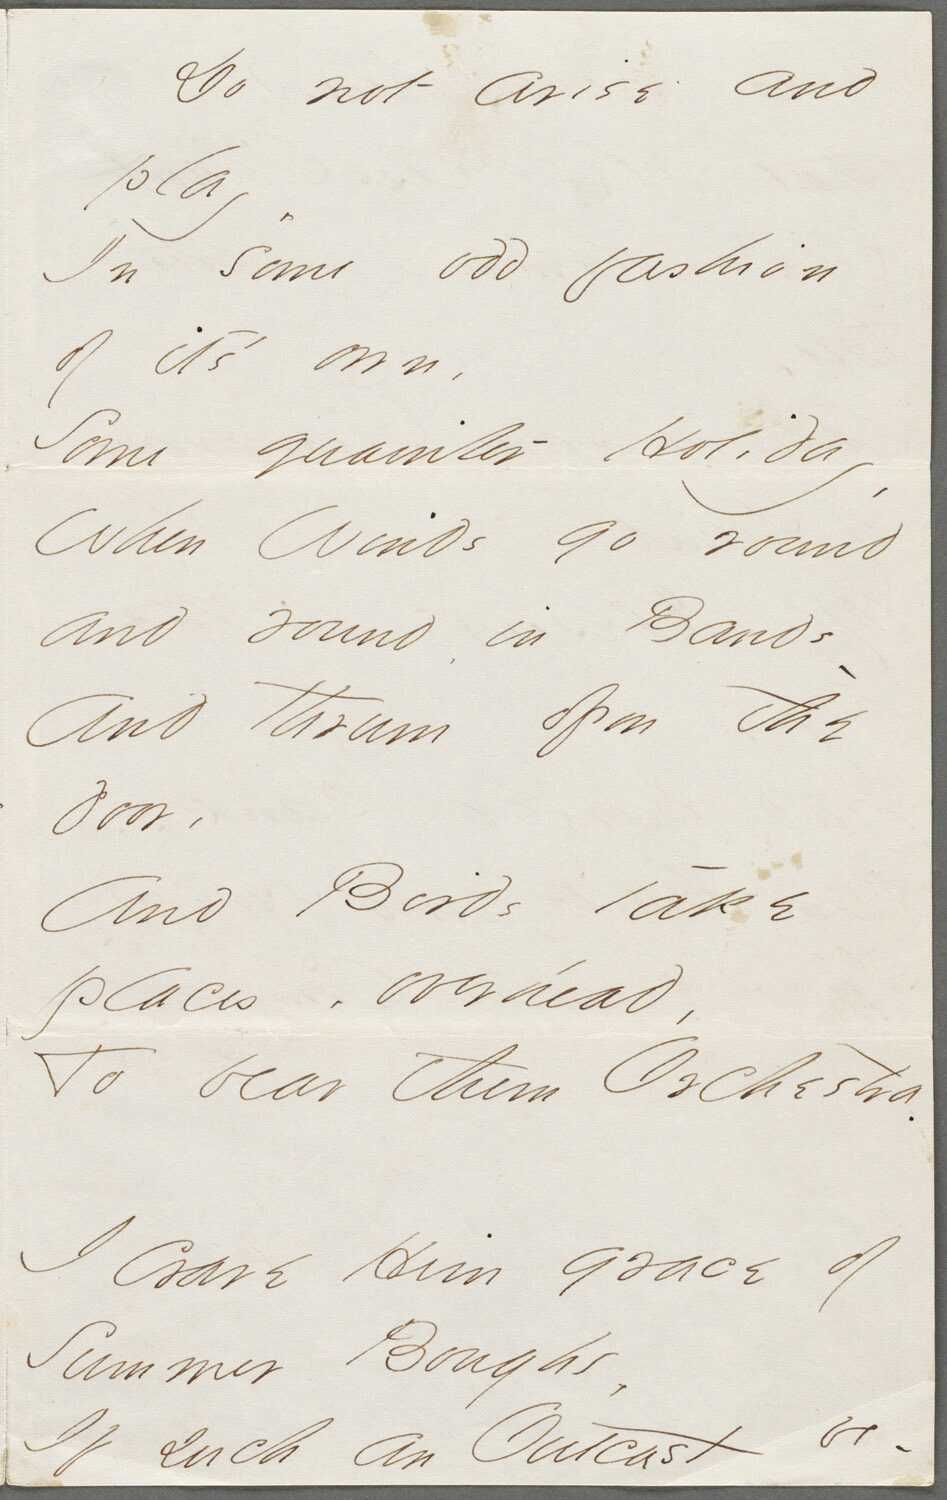 Do not arise and
play,
In some odd fashion
of it's own,
Some quainter Holiday,
When Winds go round
and round, in Bands,
And thrum opon the
door,
And Birds take
places, overhead,
To bear them Orchestra.
I crave Him grace of
Summer Boughs,
If such an Outcast be -